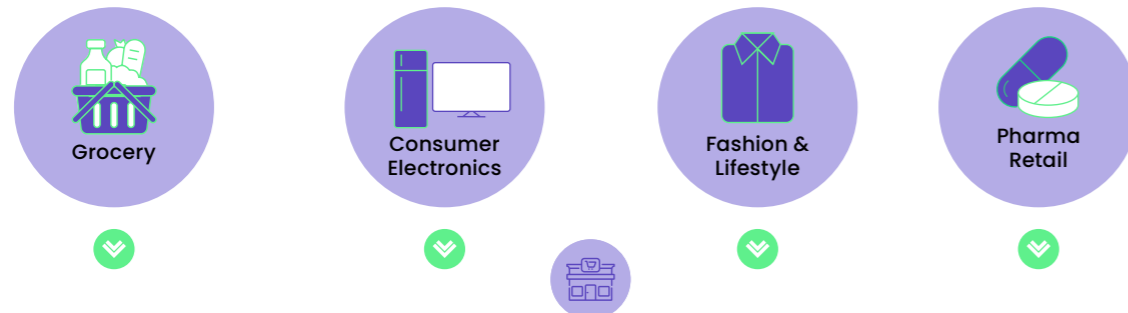 Grocery
Consumer
Electronics
Fashion &
Lifestyle
Pharma
Retail